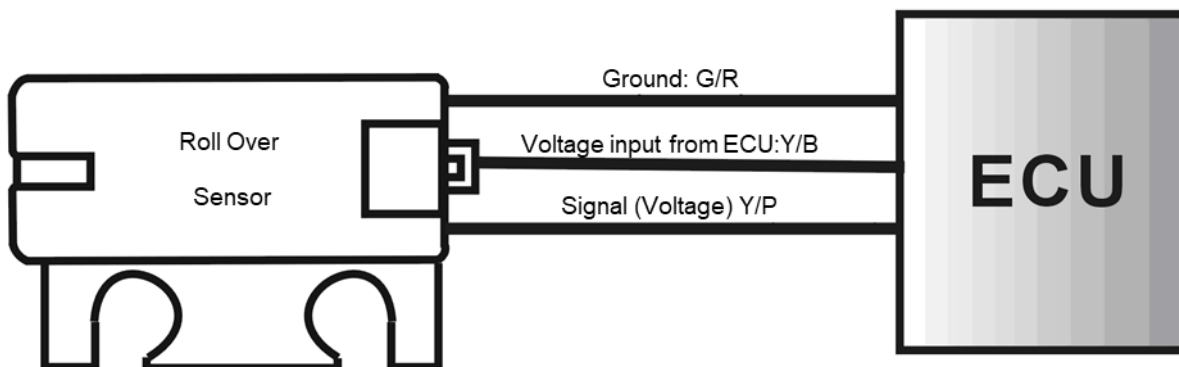 Ground: G/R
Roll Over
Voltage input from ECU:Y/B
Sensor
Signal (Voltage) Y/P
ECU